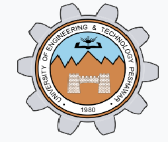 UNIVERSITY OF ENGINEERING & TECHNOLOGY PESHAWAR
1980